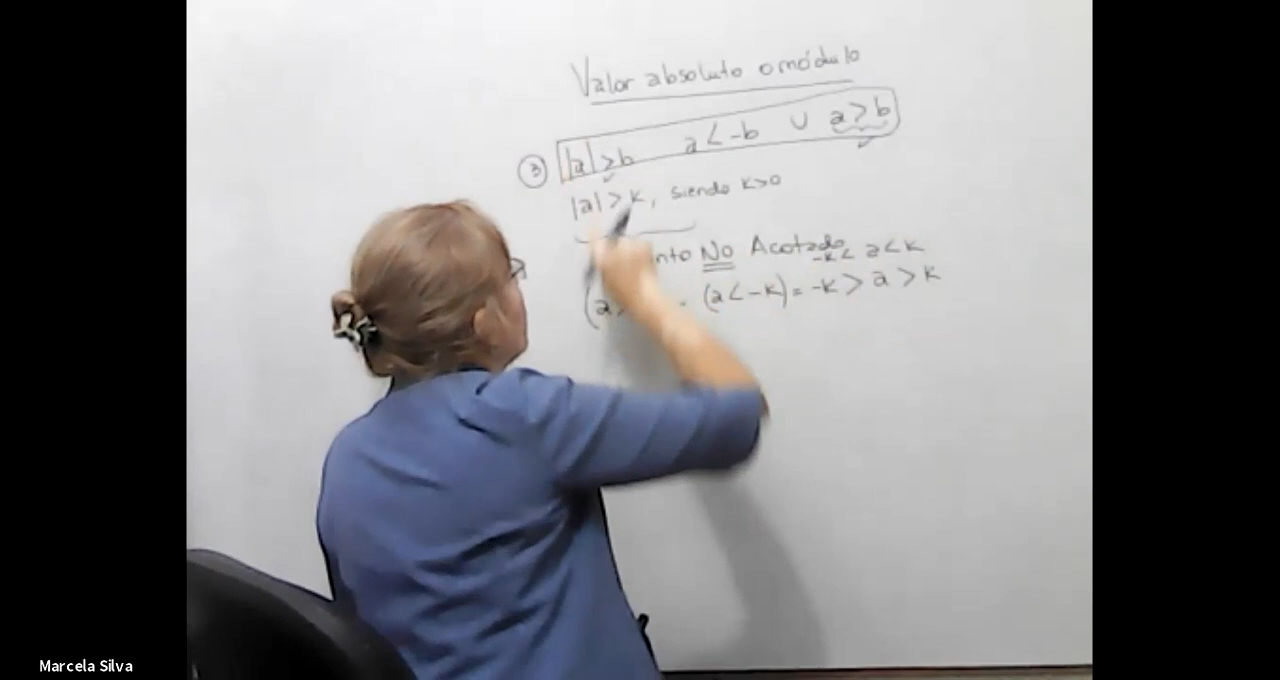 Valor absoluto o módulo
③ |a| > b a < -b ∪ a > b
|a| > k, siendo k>0
NO Acotado
-k < a < k
(a > (a < -k) = -k > a > k
Marcela Silva